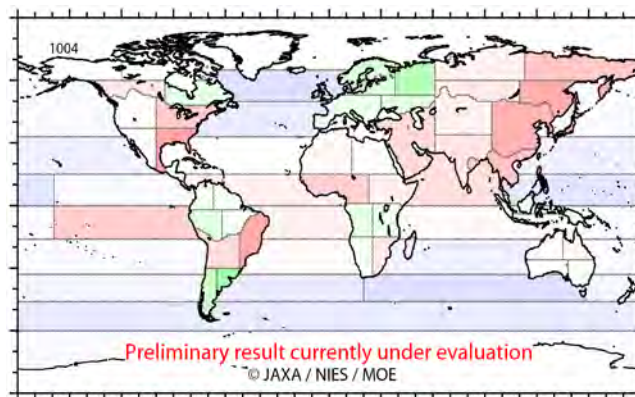 1004
Preliminary result currently under evaluation
© JAXA / NIES / MOE